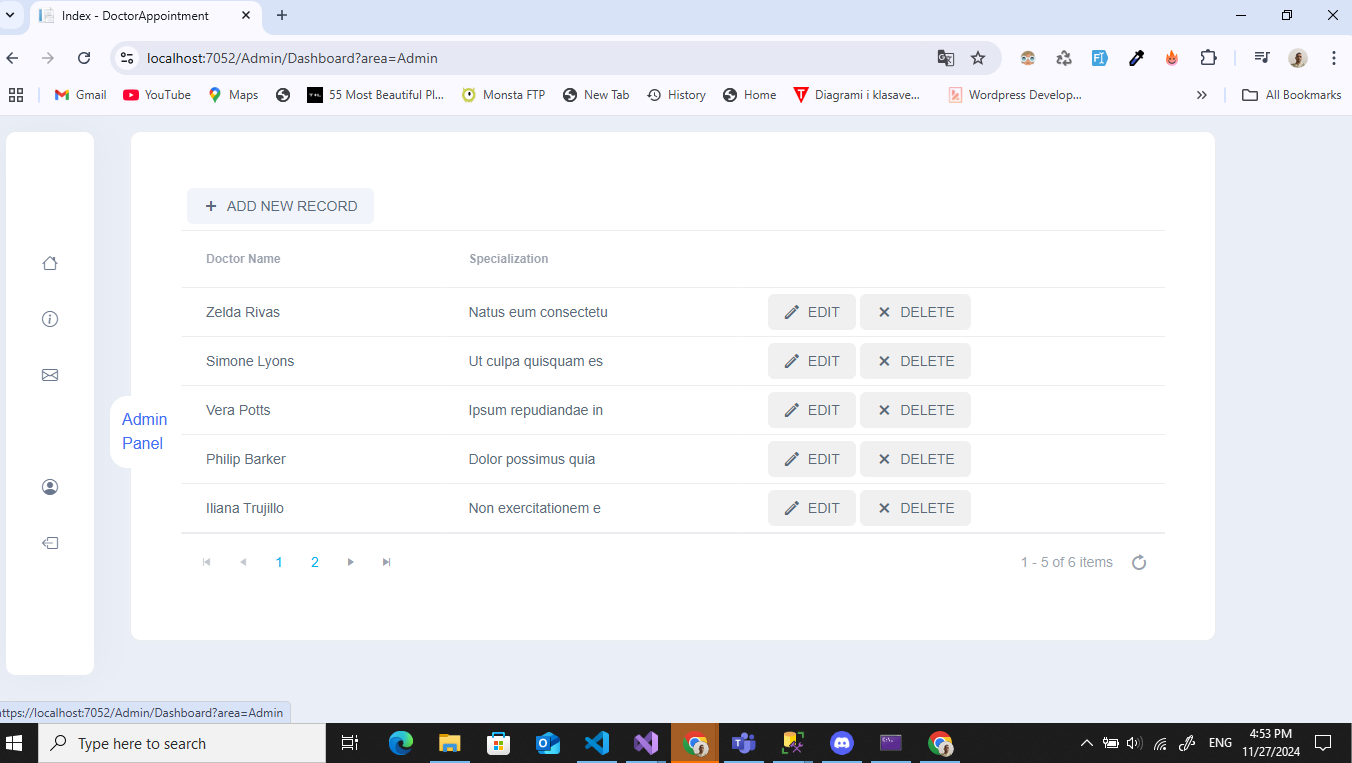 Index - DoctorAppointment
localhost:7052/Admin/Dashboard?area=Admin
Gmail YouTube Maps 55 Most Beautiful Pl... Monsta FTP New Tab History Home Diagrami i klasave... Wordpress Develop... All Bookmarks
+ ADD NEW RECORD
Doctor Name Specialization
Zelda Rivas Natus eum consectetu EDIT DELETE
Simone Lyons Ut culpa quisquam es EDIT DELETE
Vera Potts Ipsum repudiandae in EDIT DELETE
Admin
Panel
Philip Barker Dolor possimus quia EDIT DELETE
Iliana Trujillo Non exercitationem e EDIT DELETE
1 2 1 - 5 of 6 items
https://localhost:7052/Admin/Dashboard?area=Admin
Type here to search
ENG
4:53 PM
11/27/2024